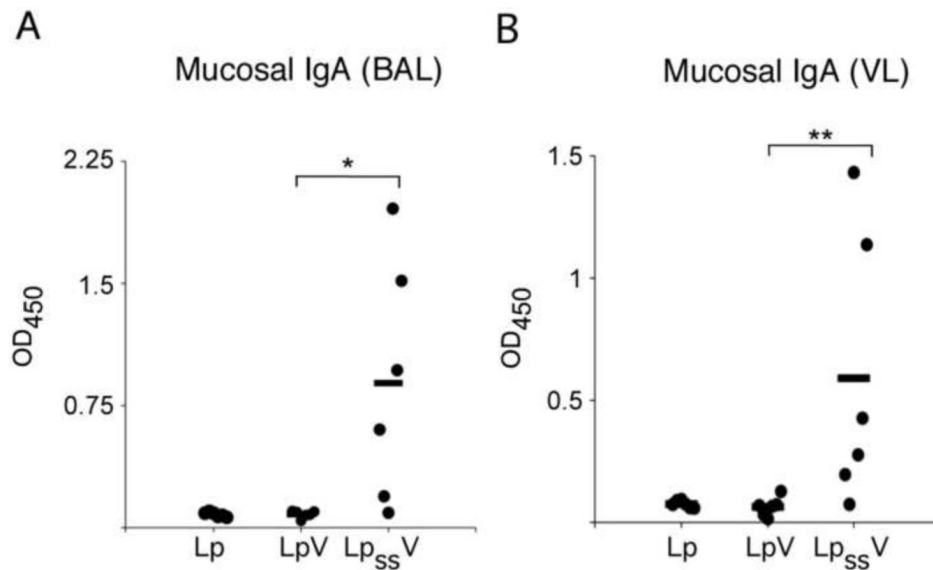 A
Mucosal IgA (BAL)
*
2.25
1.5
0.75
OD450
Lp LpV LpssV
B
Mucosal IgA (VL)
**
1.5
1
0.5
OD450
Lp LpV LpssV